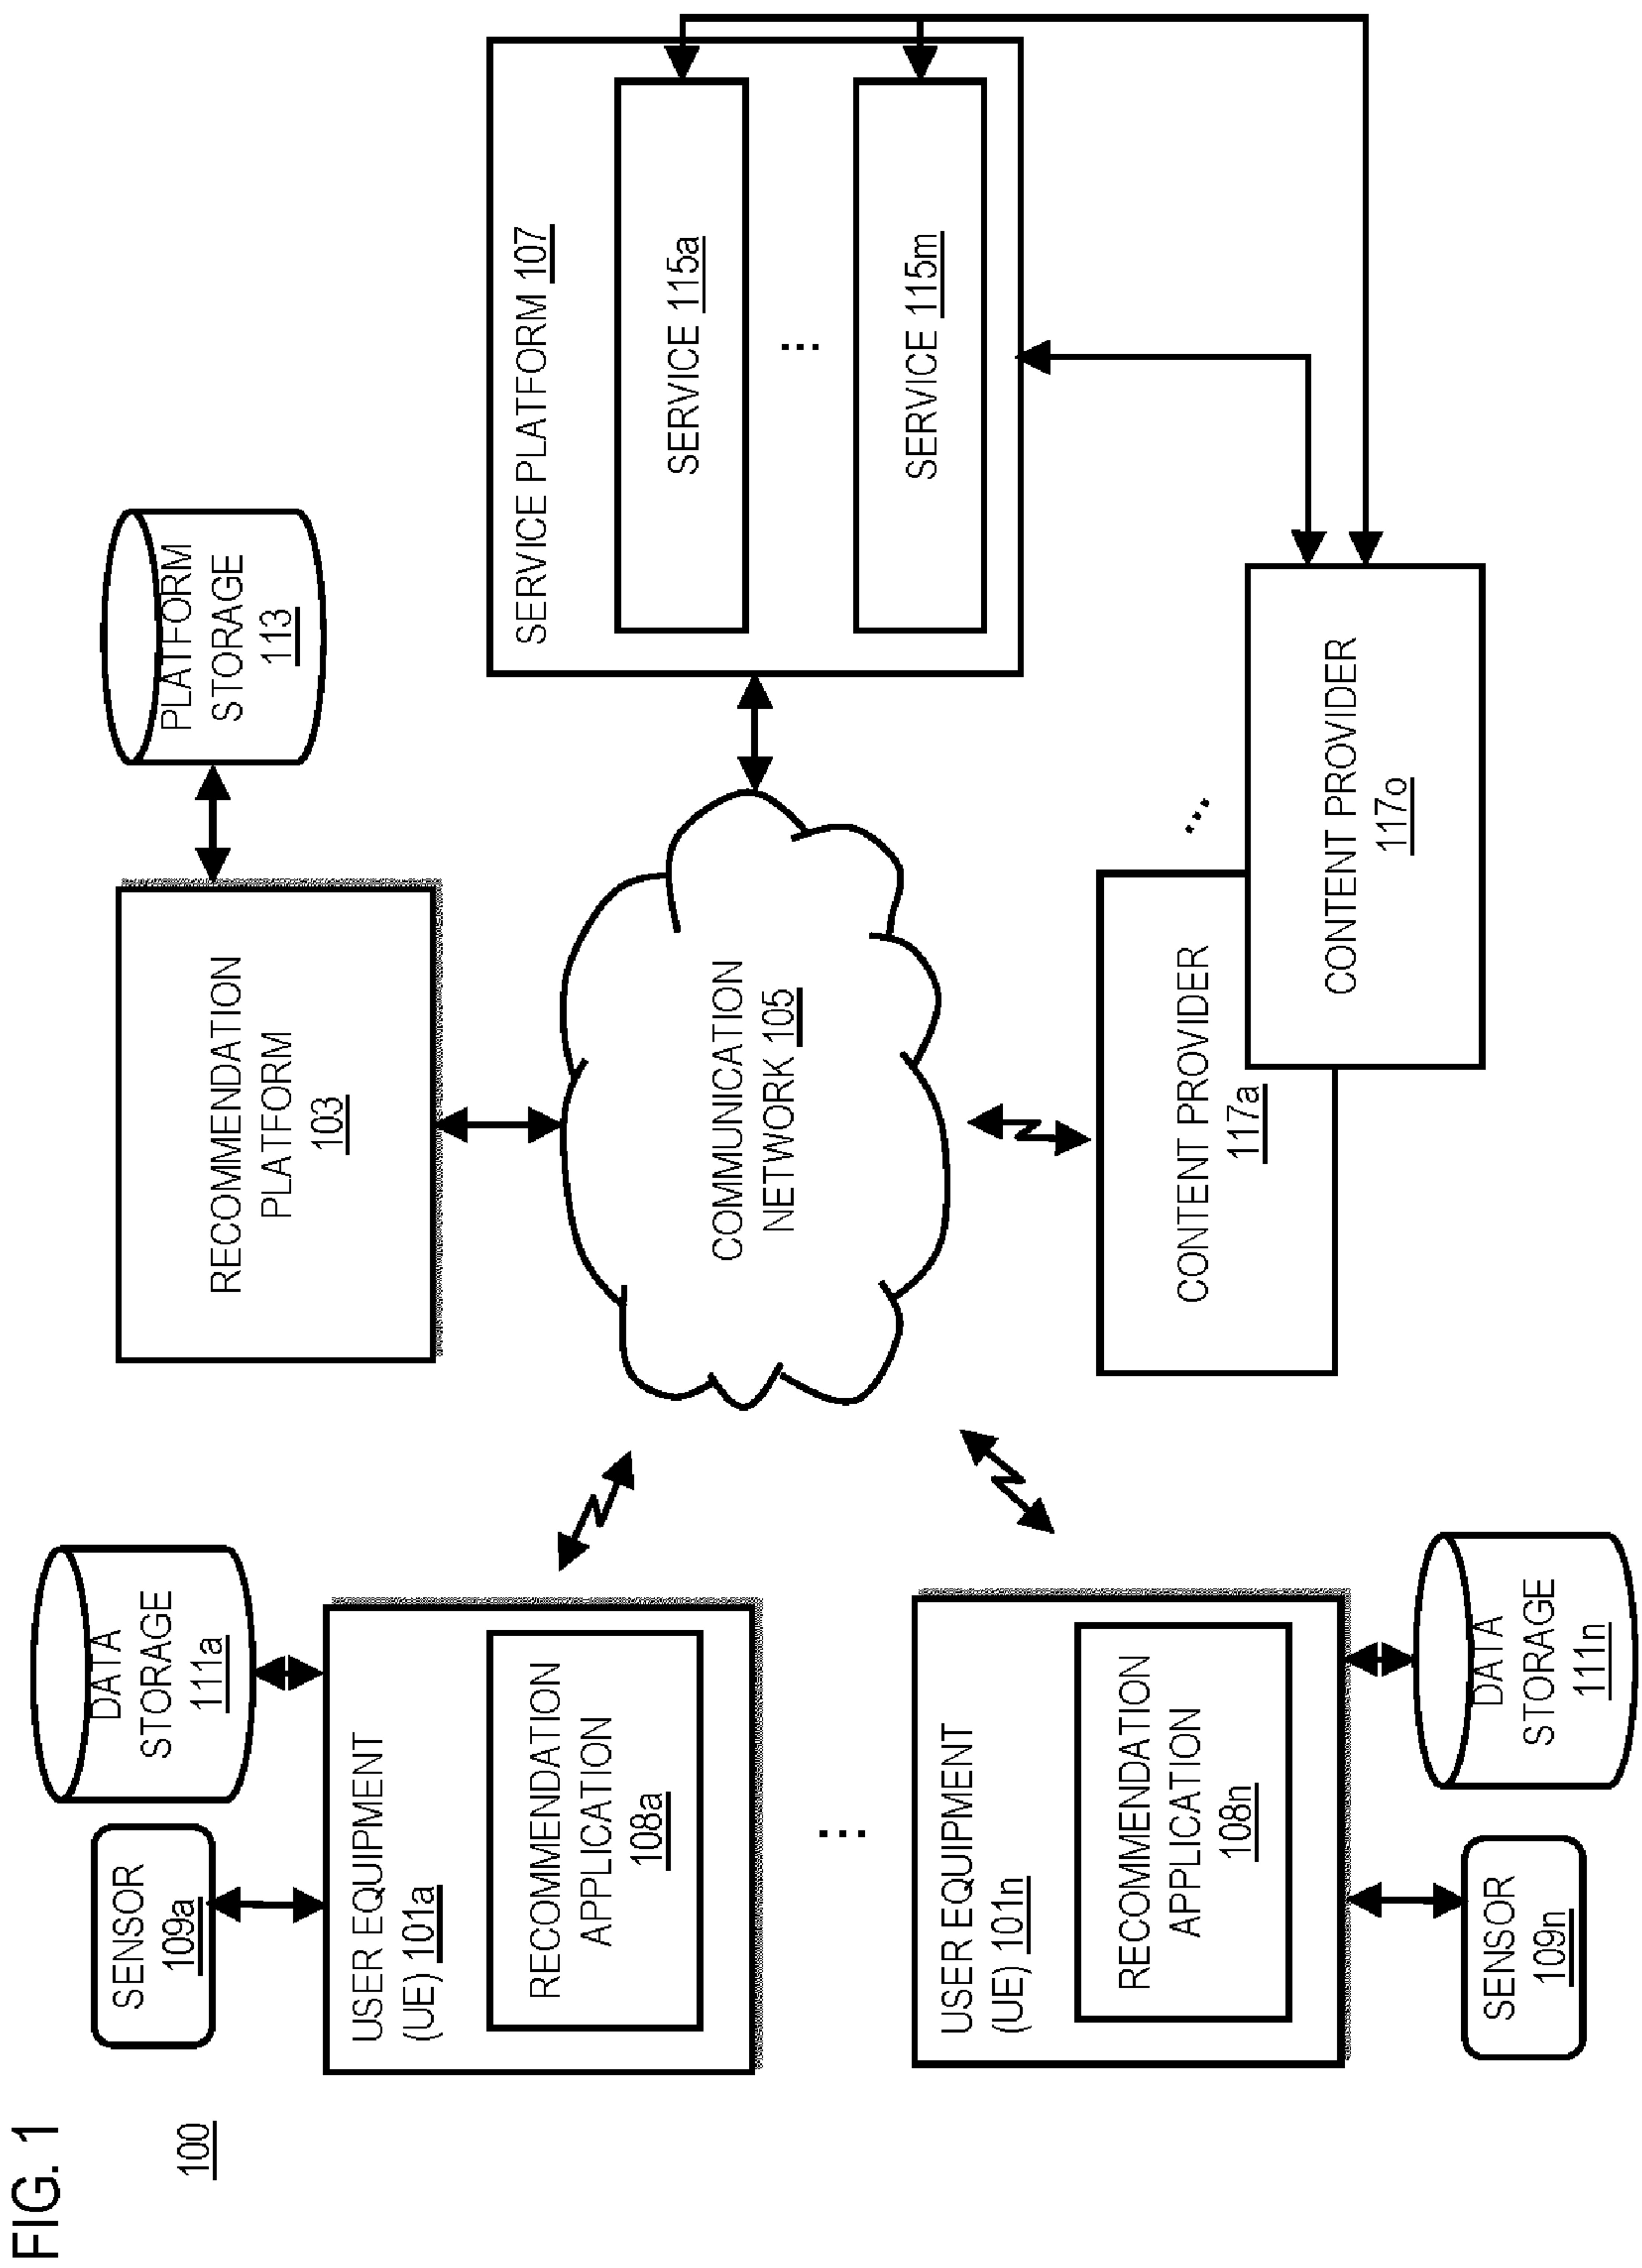 FIG. 1
100
SENSOR
109a
DATA
STORAGE
111a
USER EQUIPMENT
(UE) 101a
RECOMMENDATION
APPLICATION
108a
...
USER EQUIPMENT
(UE) 101n
RECOMMENDATION
APPLICATION
108n
SENSOR
109n
DATA
STORAGE
111n
RECOMMENDATION
PLATFORM
103
PLATFORM
STORAGE
113
COMMUNICATION
NETWORK 105
SERVICE PLATFORM 107
SERVICE 115a
...
SERVICE 115m
CONTENT PROVIDER
117a
...
CONTENT PROVIDER
117o